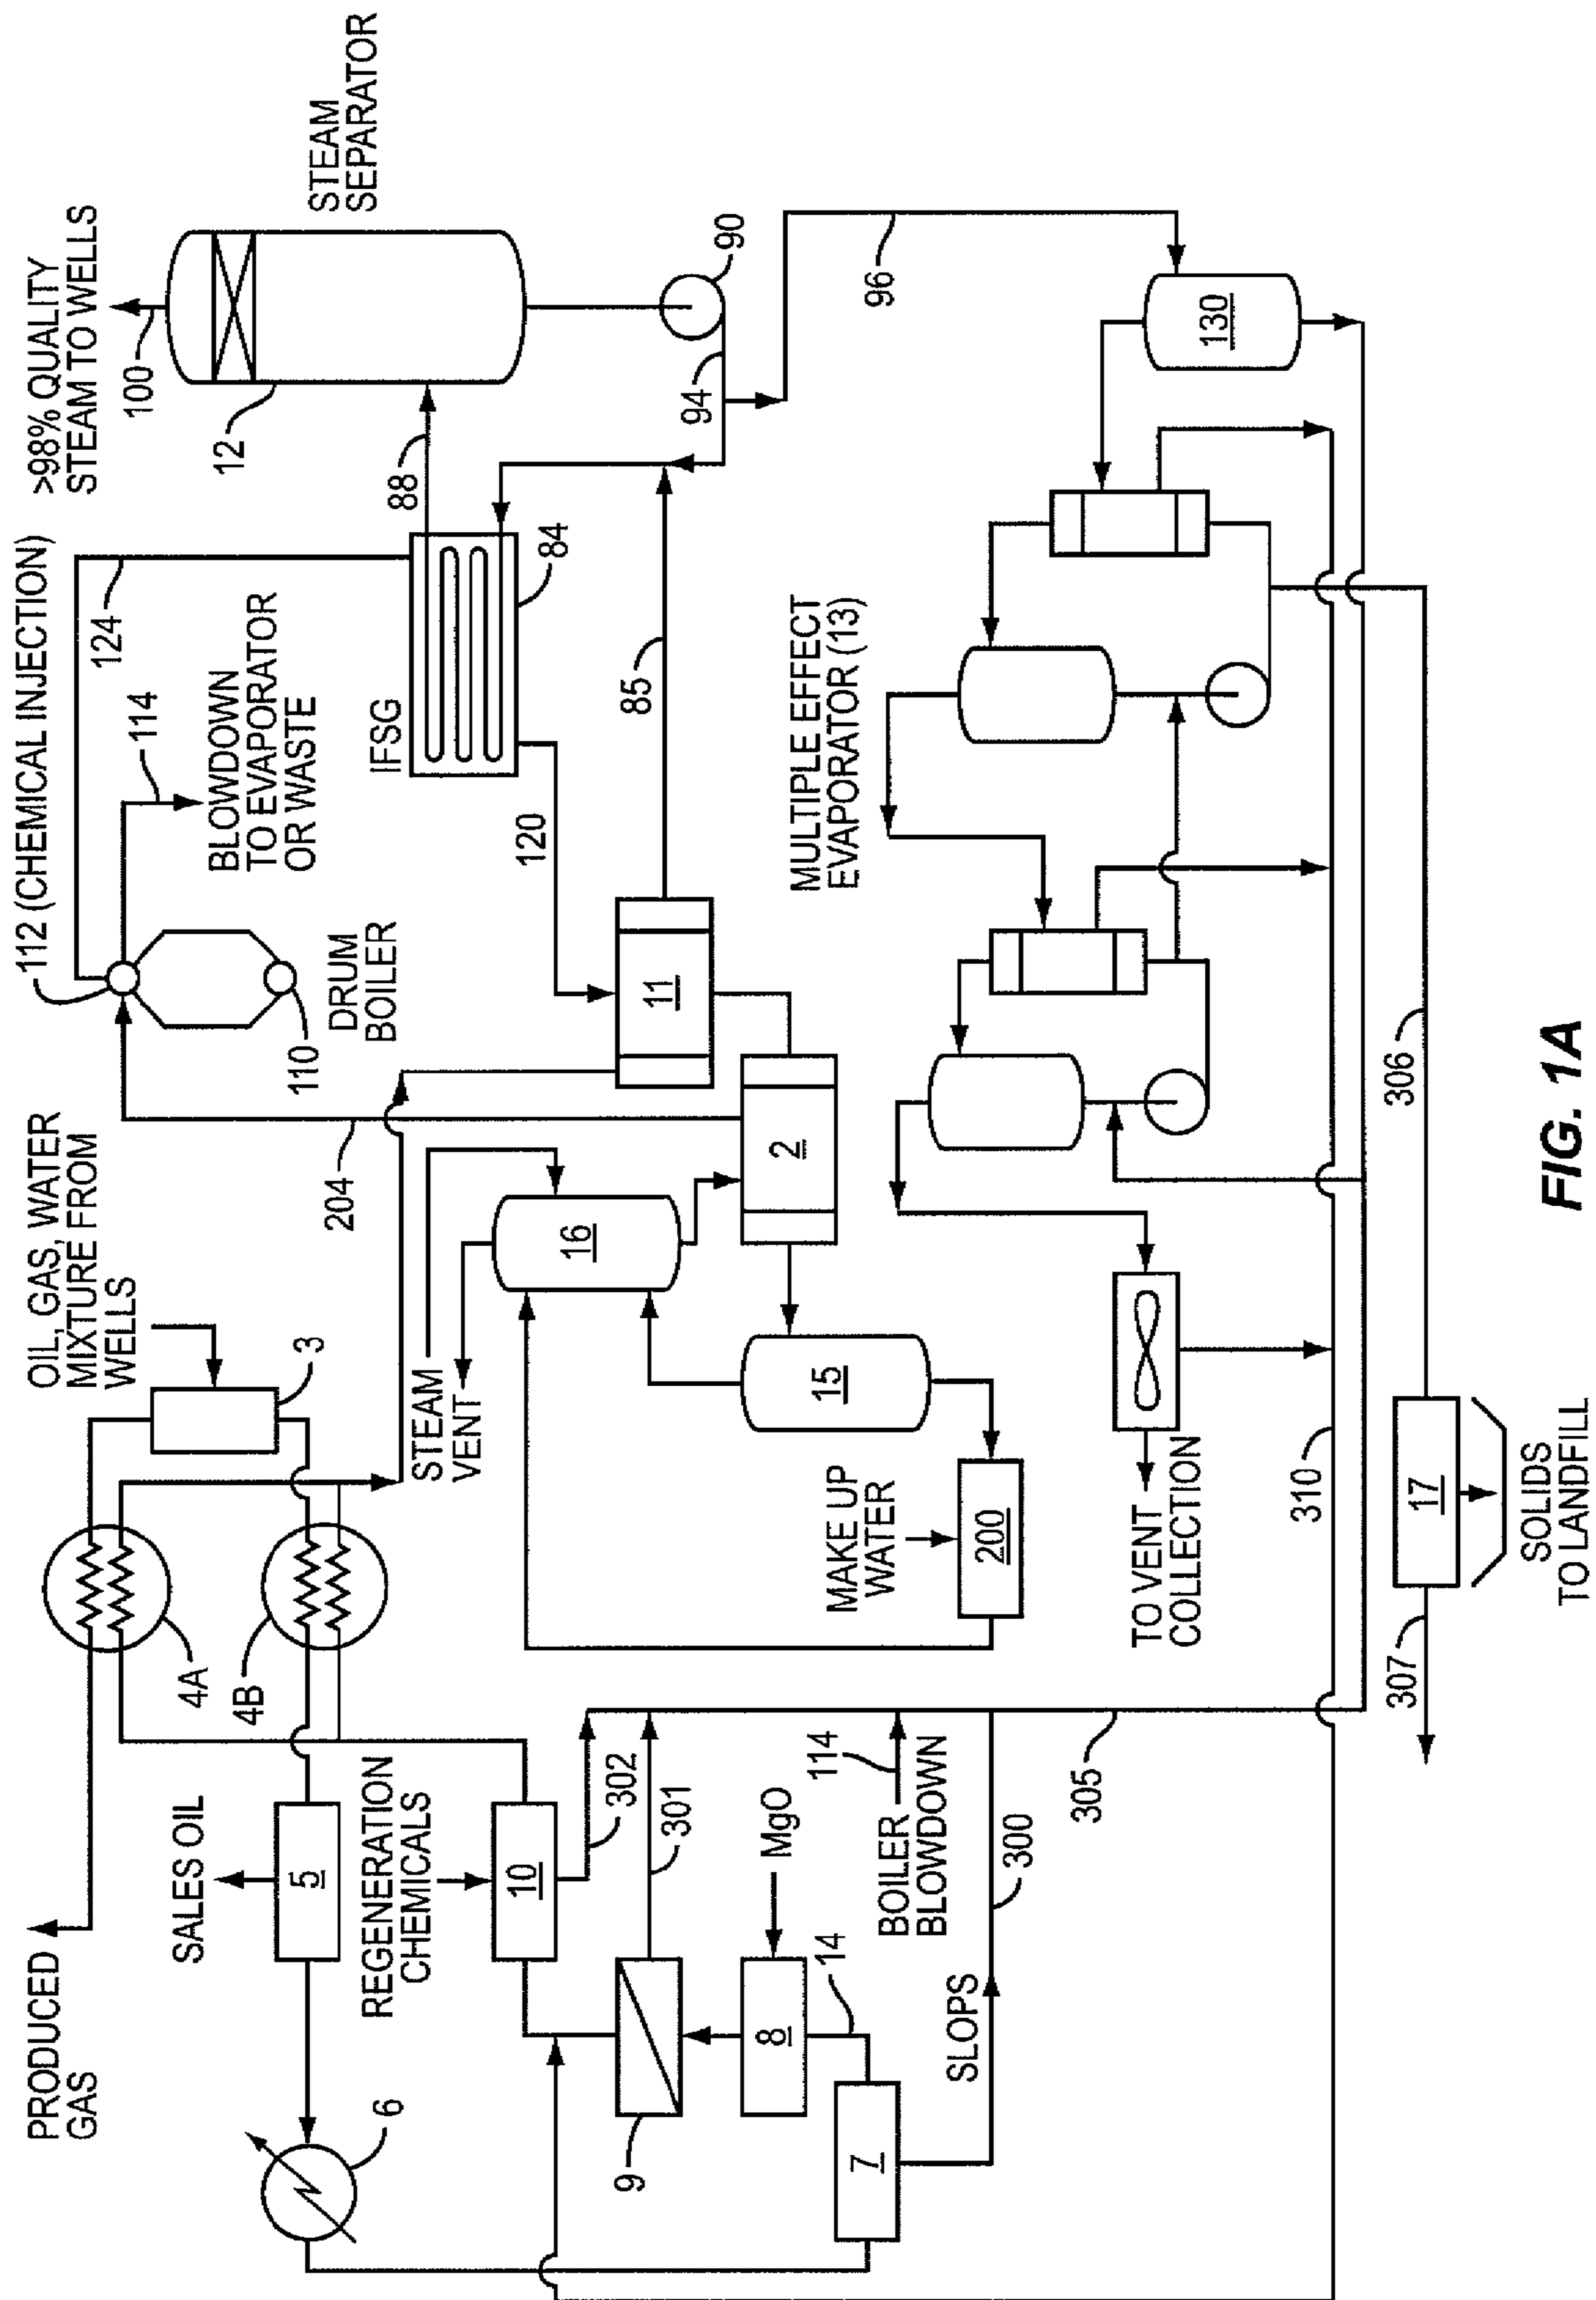 PRODUCED
GAS
SALES OIL
OIL, GAS, WATER
MIXTURE FROM
WELLS
112 (CHEMICAL INJECTION)
124
114
BLOWDOWN
TO EVAPORATOR
OR WASTE
>98% QUALITY
STEAM TO WELLS
100
STEAM
SEPARATOR
12
88
84
IFSG
120
85
90
94
96
130
110
DRUM
BOILER
204
3
4A
4B
5
6
REGENERATION
CHEMICALS
10
302
301
9
8
MgO
14
7
SLOPS
300
114
BOILER
BLOWDOWN
305
STEAM
VENT
16
15
2
11
MAKE UP
WATER
200
MULTIPLE EFFECT
EVAPORATOR (13)
TO VENT
COLLECTION
310
306
307
17
SOLIDS
TO LANDFILL
FIG. 1A